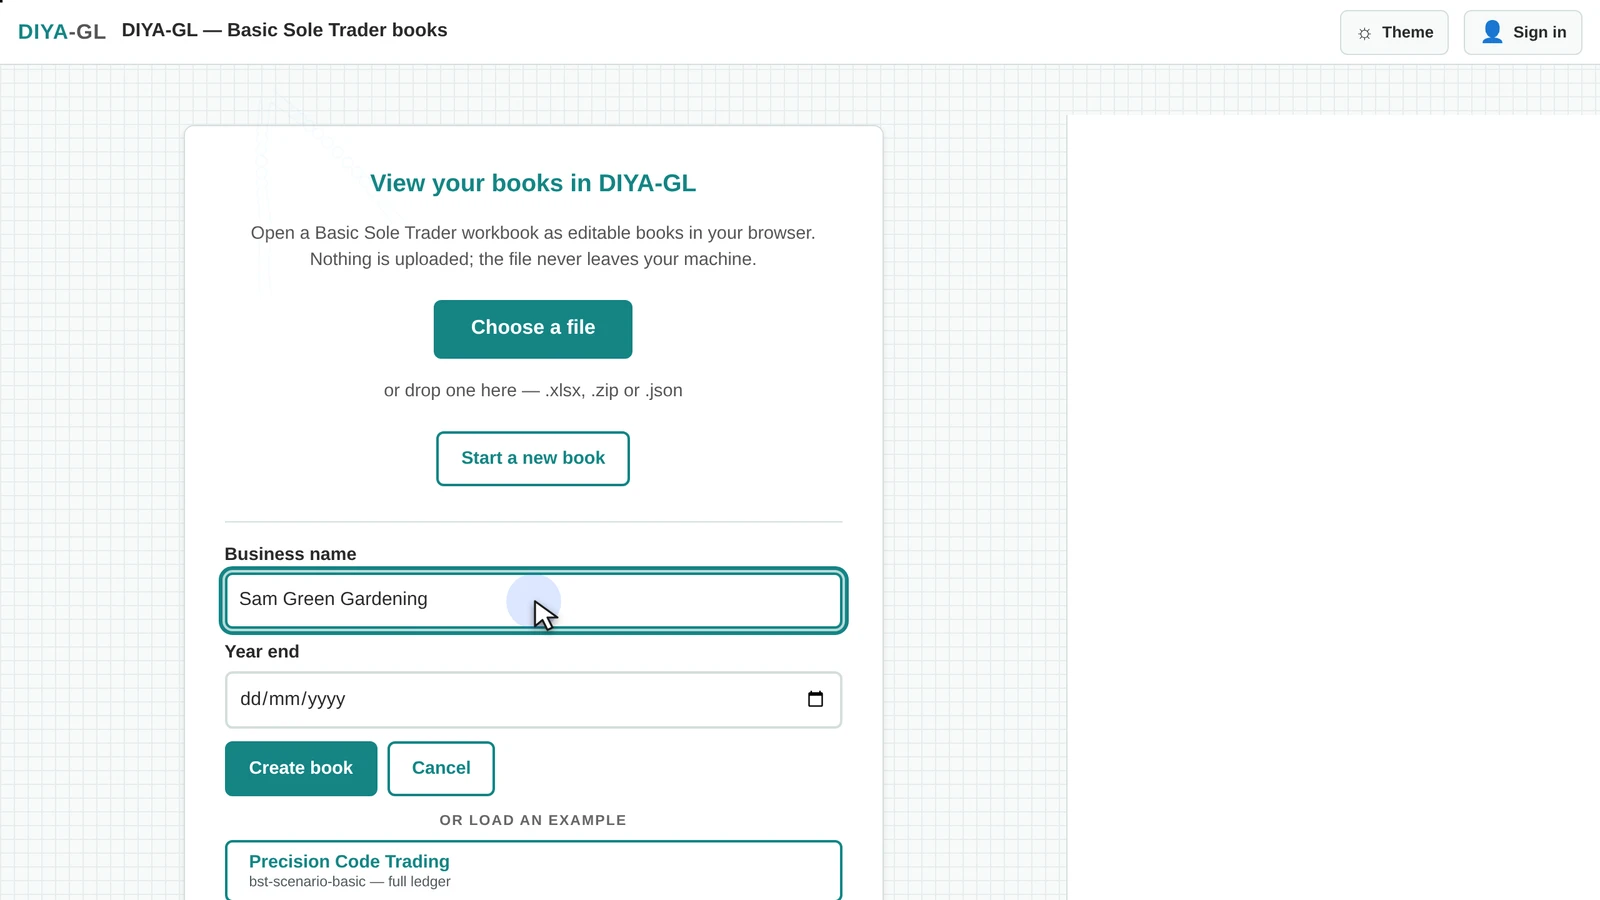 DIYA-GL DIYA-GL — Basic Sole Trader books
Theme
Sign in
View your books in DIYA-GL
Open a Basic Sole Trader workbook as editable books in your browser.
Nothing is uploaded; the file never leaves your machine.
Choose a file
or drop one here — .xlsx, .zip or .json
Start a new book
Business name
Sam Green Gardening
Year end
dd/mm/yyyy
Create book
Cancel
OR LOAD AN EXAMPLE
Precision Code Trading
bst-scenario-basic — full ledger